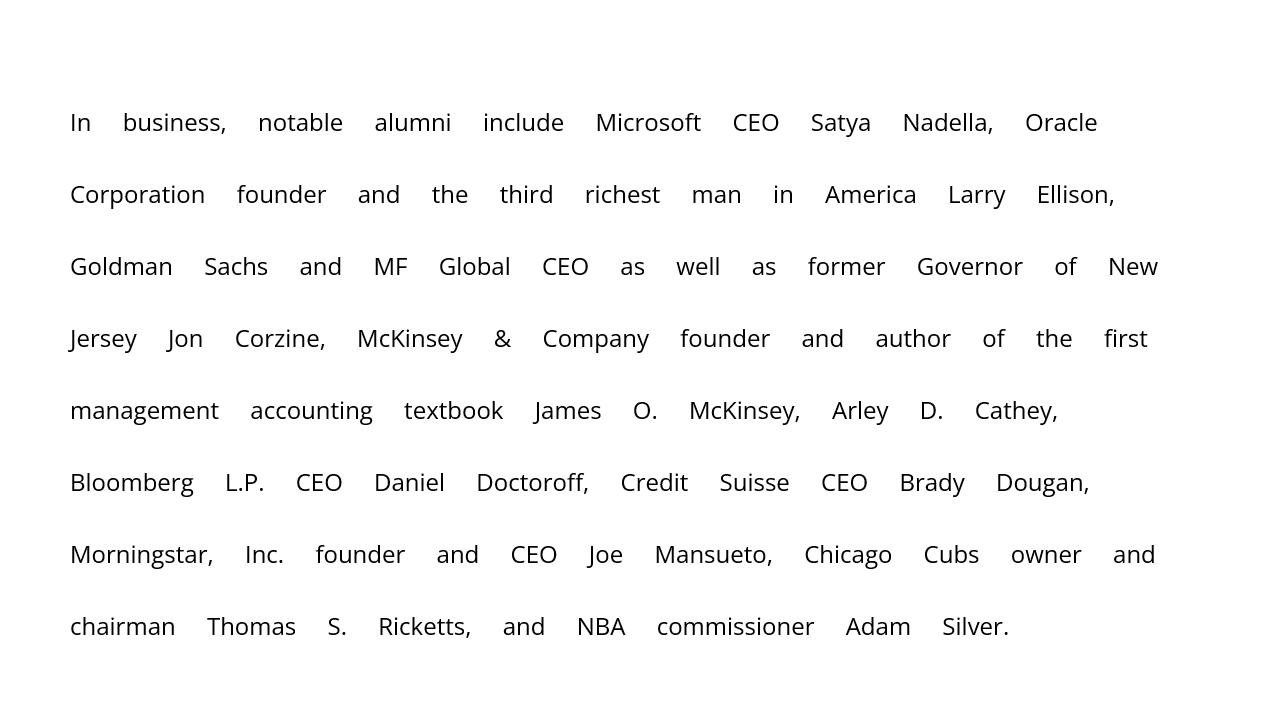 In business, notable alumni include Microsoft CEO Satya Nadella, Oracle
Corporation founder and the third richest man in America Larry Ellison,
Goldman Sachs and MF Global CEO as well as former Governor of New
Jersey Jon Corzine, McKinsey & Company founder and author of the first
management accounting textbook James O. McKinsey, Arley D. Cathey,
Bloomberg L.P. CEO Daniel Doctoroff, Credit Suisse CEO Brady Dougan,
Morningstar, Inc. founder and CEO Joe Mansueto, Chicago Cubs owner and
chairman Thomas S. Ricketts, and NBA commissioner Adam Silver.